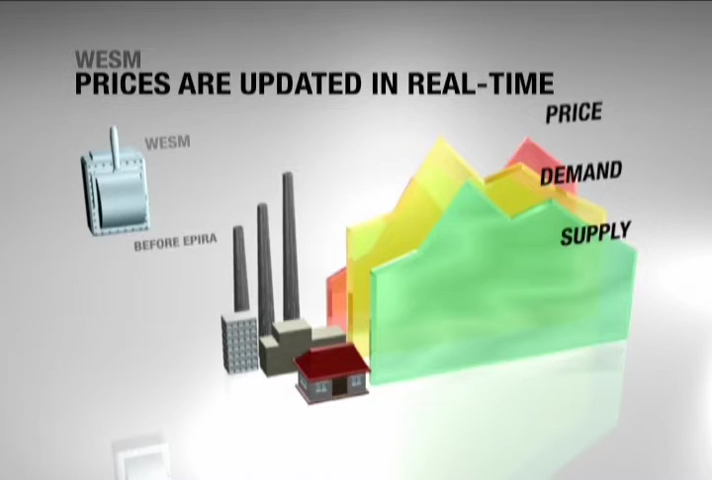 WESM
PRICES ARE UPDATED IN REAL-TIME
PRICE
WESM
DEMAND
SUPPLY
BEFORE EPIRA